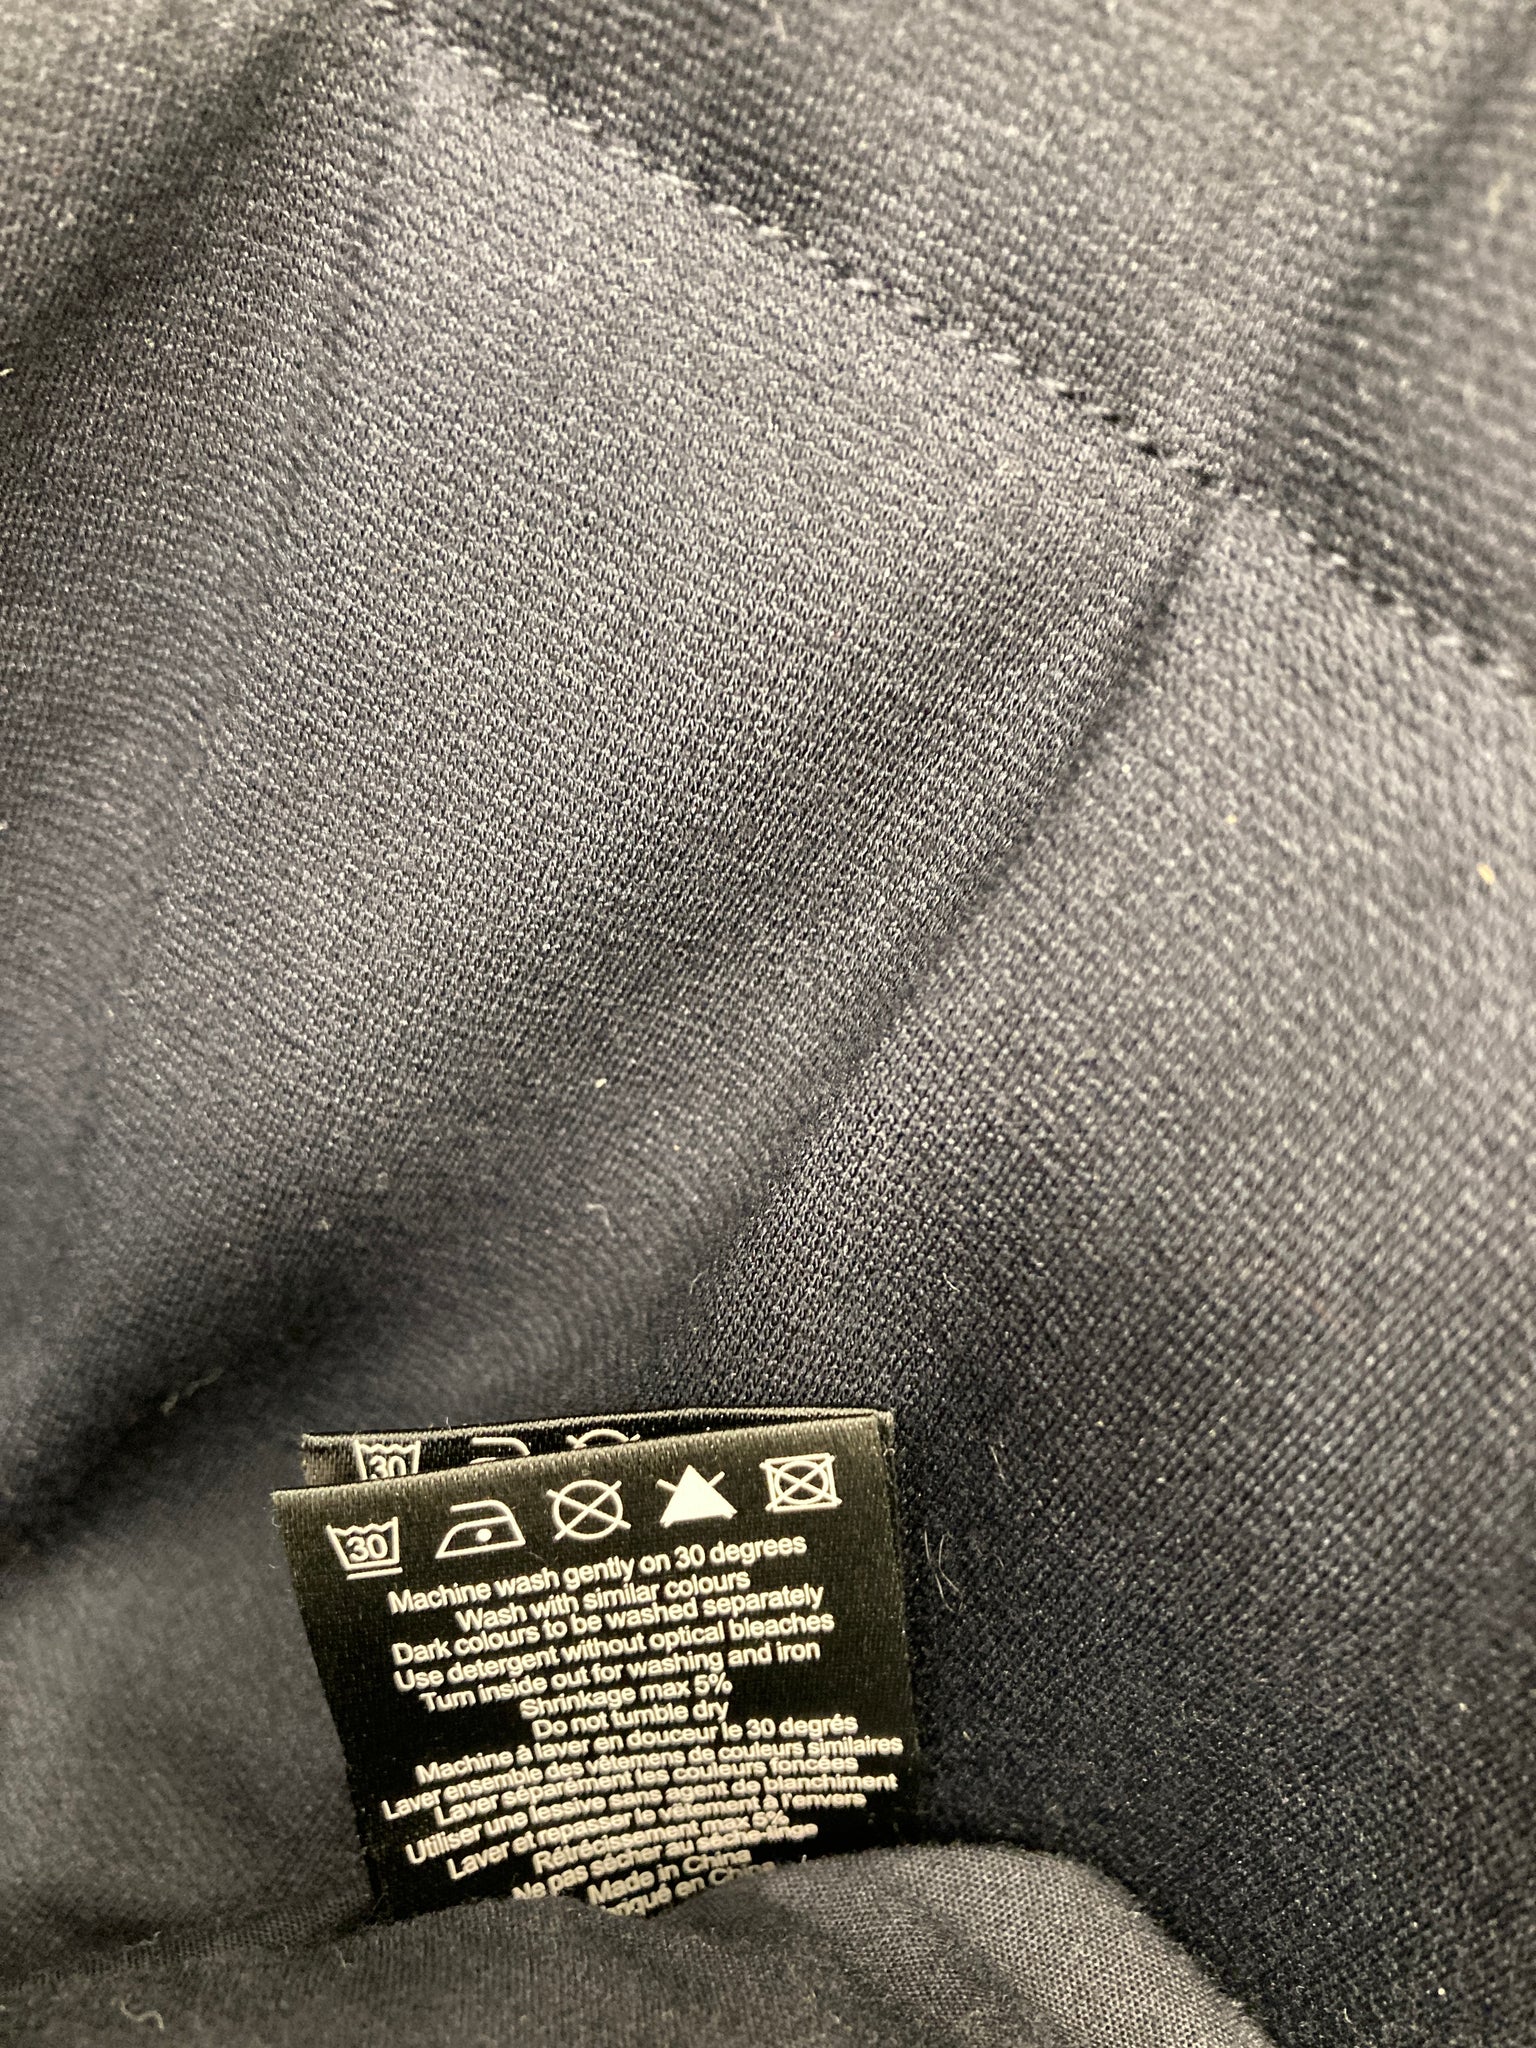 30
30
Machine wash gently on 30 degrees
Wash with similar colours
Dark colours to be washed separately
Use detergent without optical bleaches
Turn inside out for washing and iron
Shrinkage max 5%
Do not tumble dry
Machine à laver en douceur le 30 degrés
Laver ensemble des vêtemens de couleurs similaires
Laver séparément les couleurs foncées
Utiliser une lessive sans agent de blanchiment
Laver et repasser le vêtement à l'envers
Rétrécissement max 5%
Ne pas sécher au sèche-linge
Made in China
en